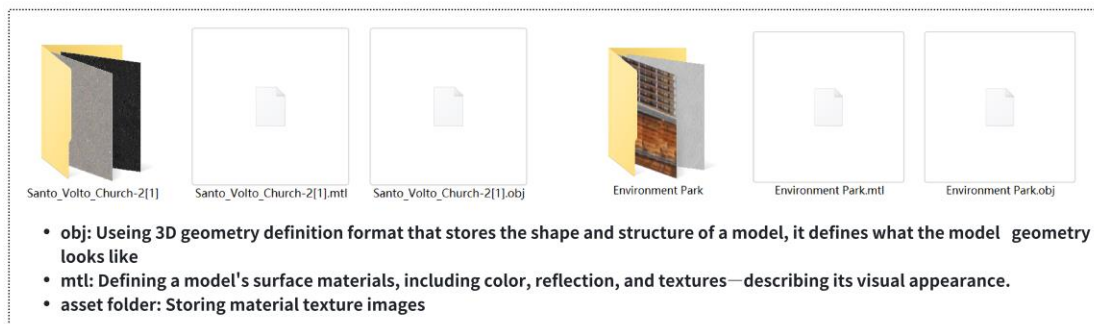 Santo_Volto_Church-2[1] Santo_Volto_Church-2[1].mtl Santo_Volto_Church-2[1].obj Environment Park Environment Park.mtl Environment Park.obj
• obj: Useing 3D geometry definition format that stores the shape and structure of a model, it defines what the model geometry
looks like
• mtl: Defining a model's surface materials, including color, reflection, and textures—describing its visual appearance.
• asset folder: Storing material texture images